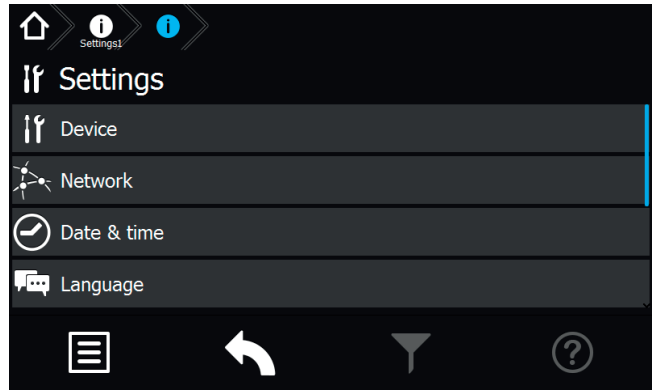 Settings1
Settings
Device
Network
Date & time
Language